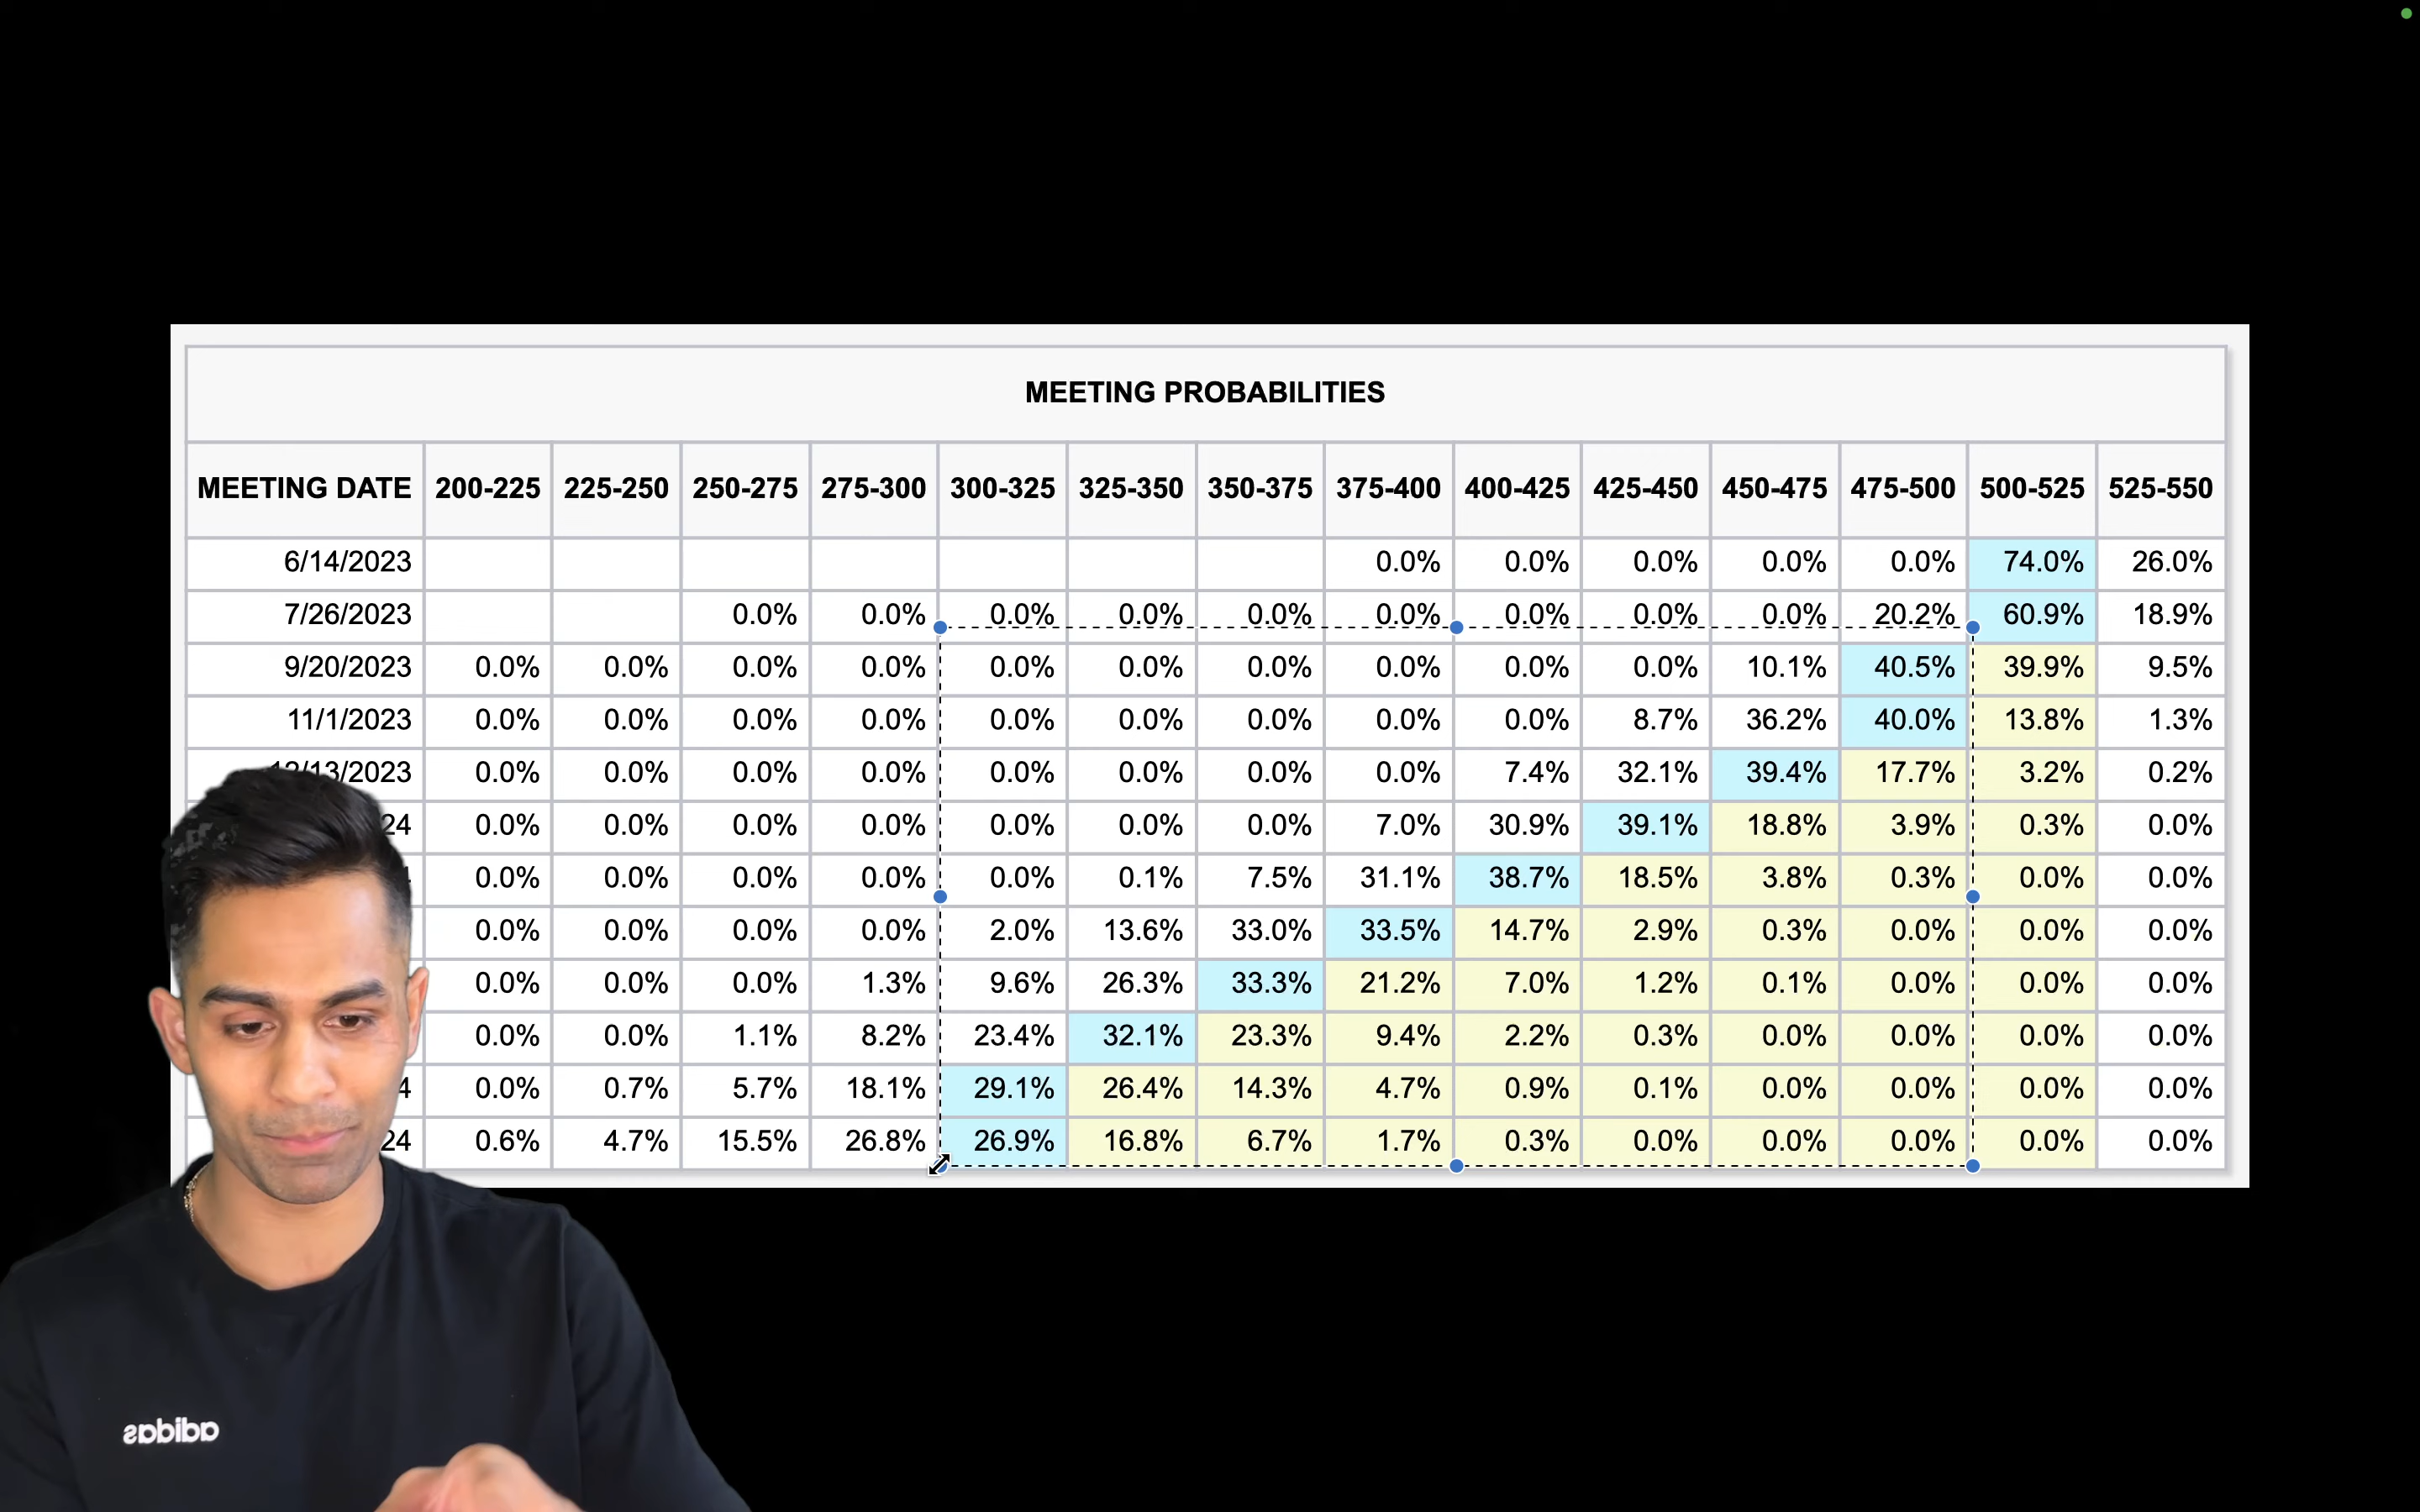 MEETING PROBABILITIES
MEETING DATE 200-225 225-250 250-275 275-300 300-325 325-350 350-375 375-400 400-425 425-450 450-475 475-500 500-525 525-550
6/14/2023 0.0% 0.0% 0.0% 0.0% 0.0% 74.0% 26.0%
7/26/2023 0.0% 0.0% 0.0% 0.0% 0.0% 0.0% 0.0% 0.0% 0.0% 20.2% 60.9% 18.9%
9/20/2023 0.0% 0.0% 0.0% 0.0% 0.0% 0.0% 0.0% 0.0% 0.0% 0.0% 10.1% 40.5% 39.9% 9.5%
11/1/2023 0.0% 0.0% 0.0% 0.0% 0.0% 0.0% 0.0% 0.0% 0.0% 8.7% 36.2% 40.0% 13.8% 1.3%
12/13/2023 0.0% 0.0% 0.0% 0.0% 0.0% 0.0% 0.0% 0.0% 7.4% 32.1% 39.4% 17.7% 3.2% 0.2%
24 0.0% 0.0% 0.0% 0.0% 0.0% 0.0% 0.0% 7.0% 30.9% 39.1% 18.8% 3.9% 0.3% 0.0%
0.0% 0.0% 0.0% 0.0% 0.0% 0.1% 7.5% 31.1% 38.7% 18.5% 3.8% 0.3% 0.0% 0.0%
0.0% 0.0% 0.0% 0.0% 2.0% 13.6% 33.0% 33.5% 14.7% 2.9% 0.3% 0.0% 0.0% 0.0%
0.0% 0.0% 0.0% 1.3% 9.6% 26.3% 33.3% 21.2% 7.0% 1.2% 0.1% 0.0% 0.0% 0.0%
0.0% 0.0% 1.1% 8.2% 23.4% 32.1% 23.3% 9.4% 2.2% 0.3% 0.0% 0.0% 0.0% 0.0%
4 0.0% 0.7% 5.7% 18.1% 29.1% 26.4% 14.3% 4.7% 0.9% 0.1% 0.0% 0.0% 0.0% 0.0%
24 0.6% 4.7% 15.5% 26.8% 26.9% 16.8% 6.7% 1.7% 0.3% 0.0% 0.0% 0.0% 0.0% 0.0%
adidas